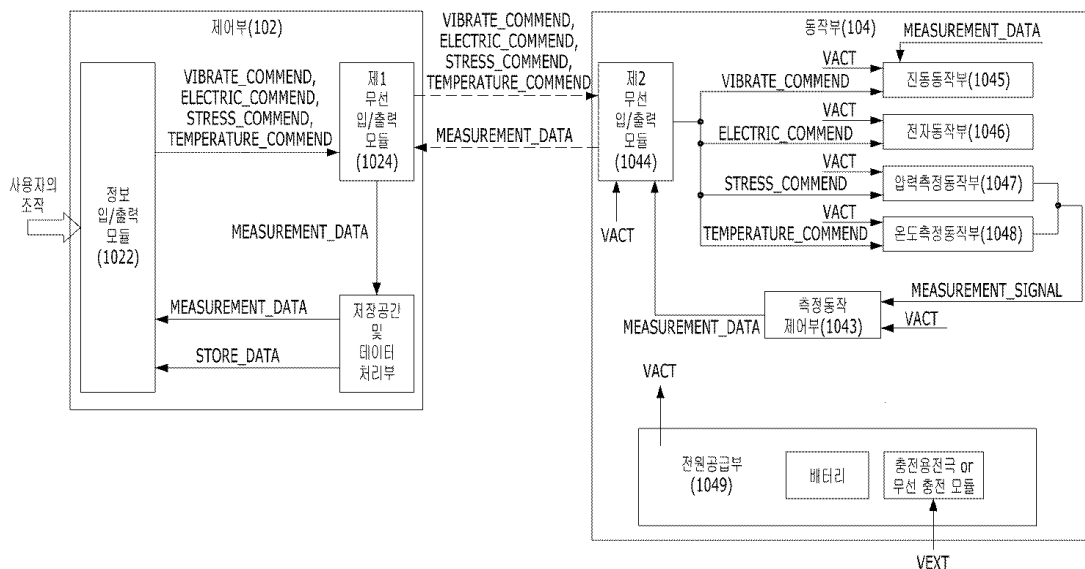 제어부(102)
VIBRATE_COMMEND,
ELECTRIC_COMMEND,
STRESS_COMMEND,
TEMPERATURE_COMMEND
제1
무선
입/출력
모듈
(1024)
사용자의
조작
정보
입/출력
모듈
(1022)
MEASUREMENT_DATA
MEASUREMENT_DATA
STORE_DATA
저장공간
및
데이터
처리부
VIBRATE_COMMEND,
ELECTRIC_COMMEND,
STRESS_COMMEND,
TEMPERATURE_COMMEND
MEASUREMENT_DATA
동작부(104)
제2
무선
입/출력
모듈
(1044)
VACT
MEASUREMENT_DATA
VACT
VIBRATE_COMMEND
진동동작부(1045)
VACT
ELECTRIC_COMMEND
전자동작부(1046)
VACT
STRESS_COMMEND
압력측정동작부(1047)
VACT
TEMPERATURE_COMMEND
온도측정동작부(1048)
MEASUREMENT_SIGNAL
측정동작
제어부(1043)
MEASUREMENT_DATA
VACT
VACT
전원공급부
(1049)
배터리
충전용전극 or
무선 충전 모듈
VEXT